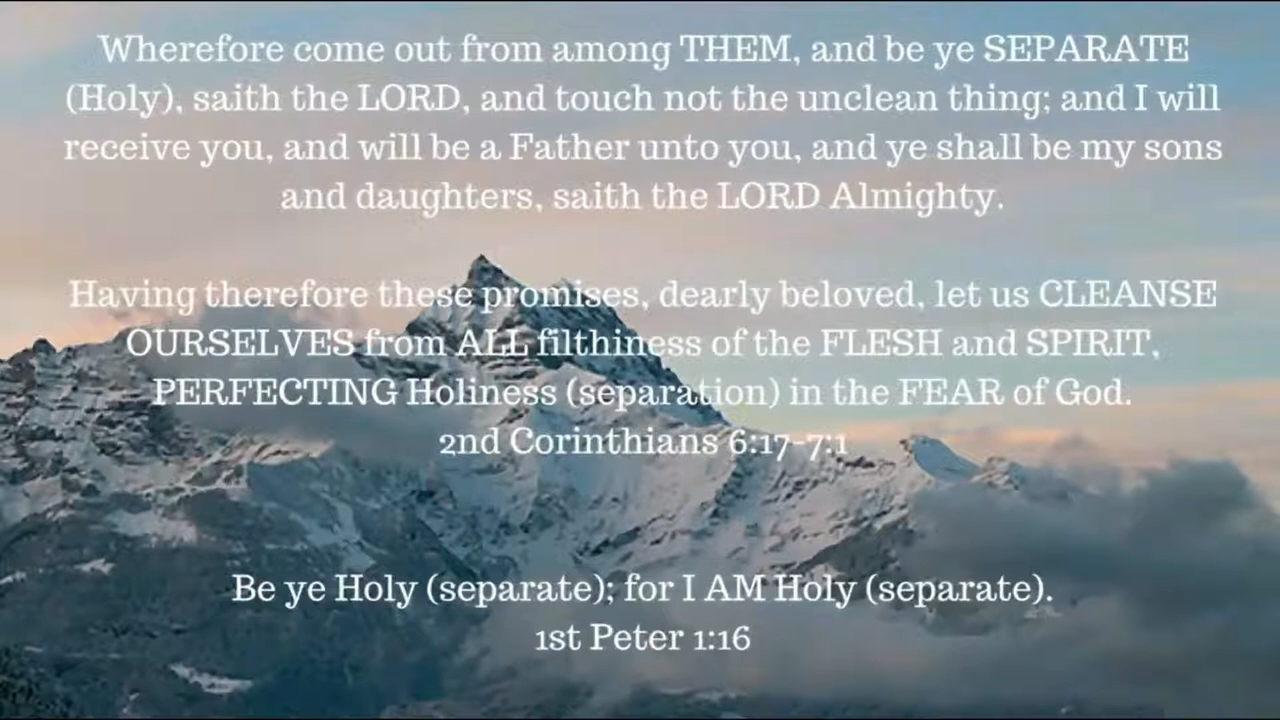 Wherefore come out from among THEM, and be ye SEPARATE
(Holy), saith the LORD, and touch not the unclean thing; and I will
receive you, and will be a Father unto you, and ye shall be my sons
and daughters, saith the LORD Almighty.
Having therefore these promises, dearly beloved, let us CLEANSE
OURSELVES from ALL filthiness of the FLESH and SPIRIT,
PERFECTING Holiness (separation) in the FEAR of God.
2nd Corinthians 6:17-7:1
Be ye Holy (separate); for I AM Holy (separate).
1st Peter 1:16